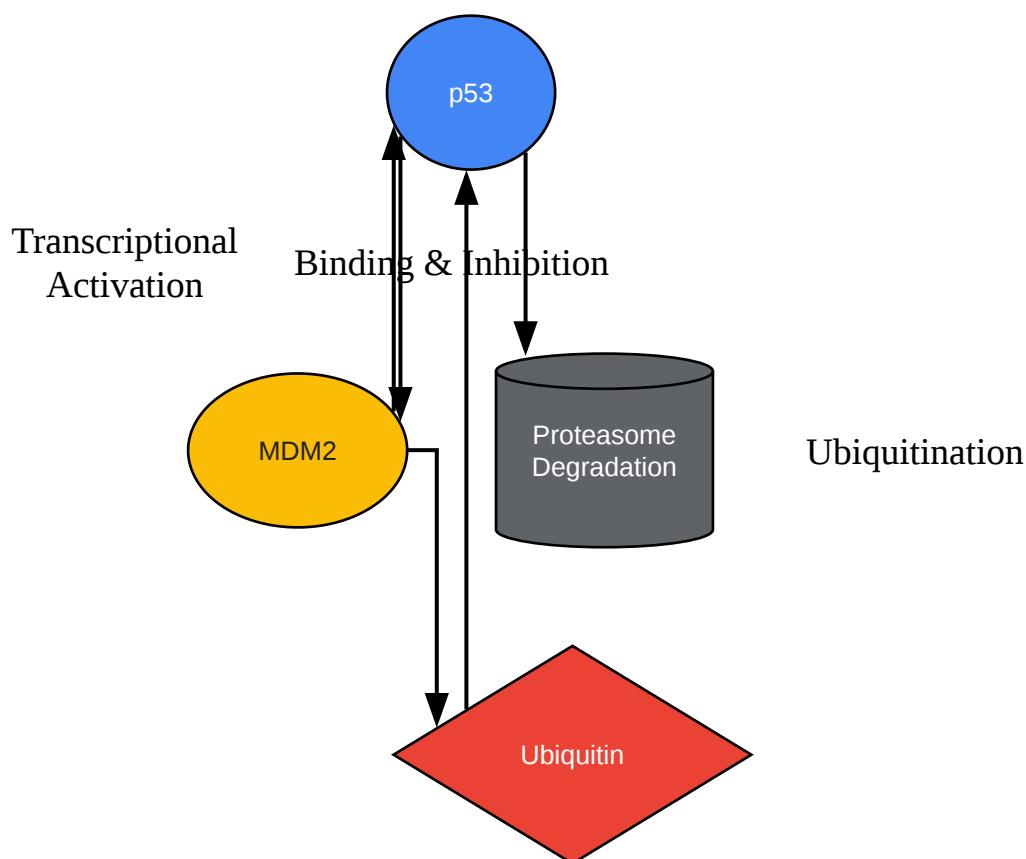 p53
Transcriptional
Activation
Binding & Inhibition
MDM2
Proteasome
Degradation
Ubiquitination
Ubiquitin